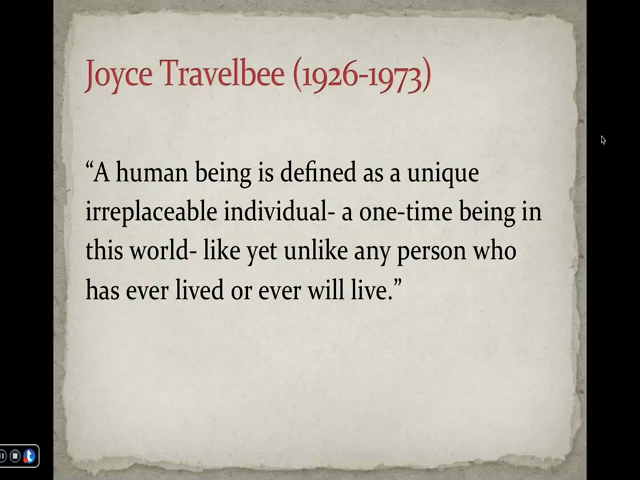 Joyce Travelbee (1926-1973)
“A human being is defined as a unique
irreplaceable individual- a one-time being in
this world- like yet unlike any person who
has ever lived or ever will live.”